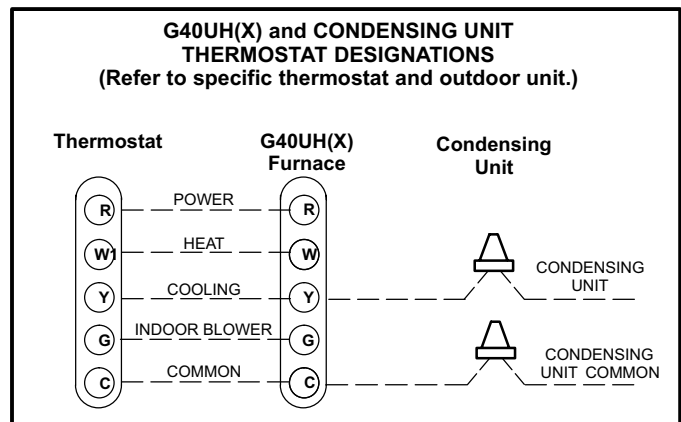 G40UH(X) and CONDENSING UNIT
THERMOSTAT DESIGNATIONS
(Refer to specific thermostat and outdoor unit.)
Thermostat
G40UH(X)
Furnace
Condensing
Unit
R POWER R
W1 HEAT W
Y COOLING Y
CONDENSING
UNIT
G INDOOR BLOWER G
C COMMON C
CONDENSING
UNIT COMMON